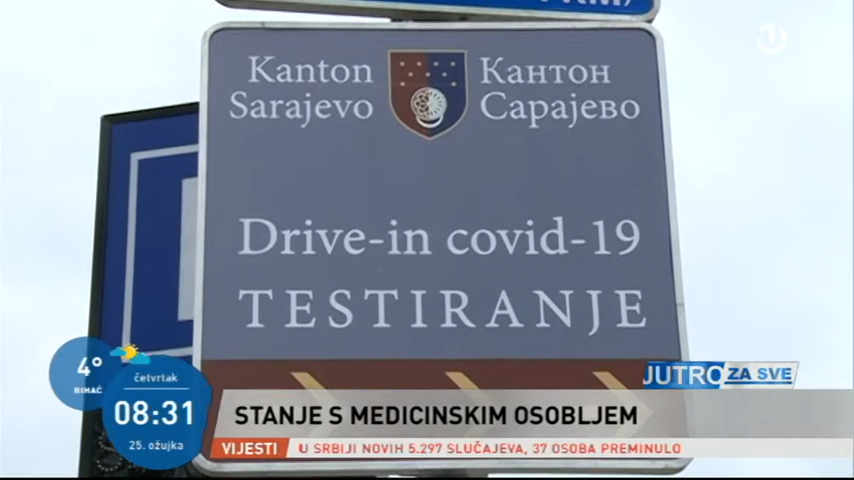 Kanton Sarajevo
Кантон Сарајево
Drive-in covid-19
TESTIRANJE
JUTRO ZA SVE
4°
BIHAĆ
četvrtak
08:31
25. ožujka
STANJE S MEDICINSKIM OSOBLJEM
VIJESTI
U SRBIJI NOVIH 5.297 SLUČAJEVA, 37 OSOBA PREMINULO